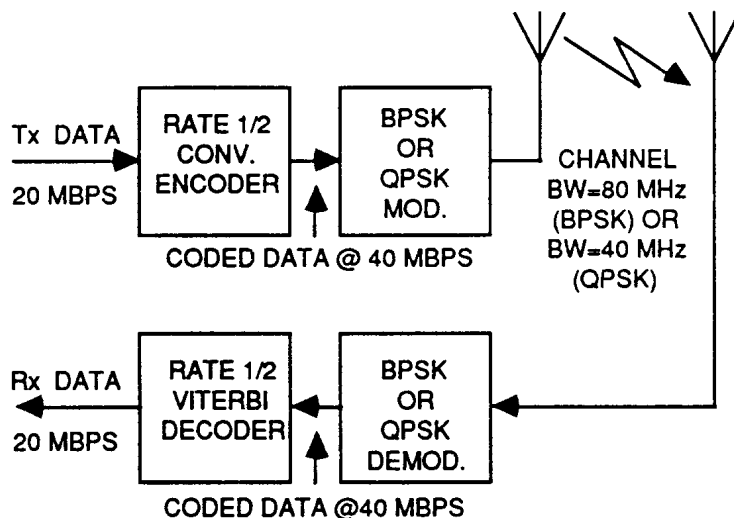 Tx DATA
20 MBPS
RATE 1/2
CONV.
ENCODER
BPSK
OR
QPSK
MOD.
CODED DATA @ 40 MBPS
CHANNEL
BW=80 MHz
(BPSK) OR
BW=40 MHz
(QPSK)
Rx DATA
20 MBPS
RATE 1/2
VITERBI
DECODER
BPSK
OR
QPSK
DEMOD.
CODED DATA @40 MBPS